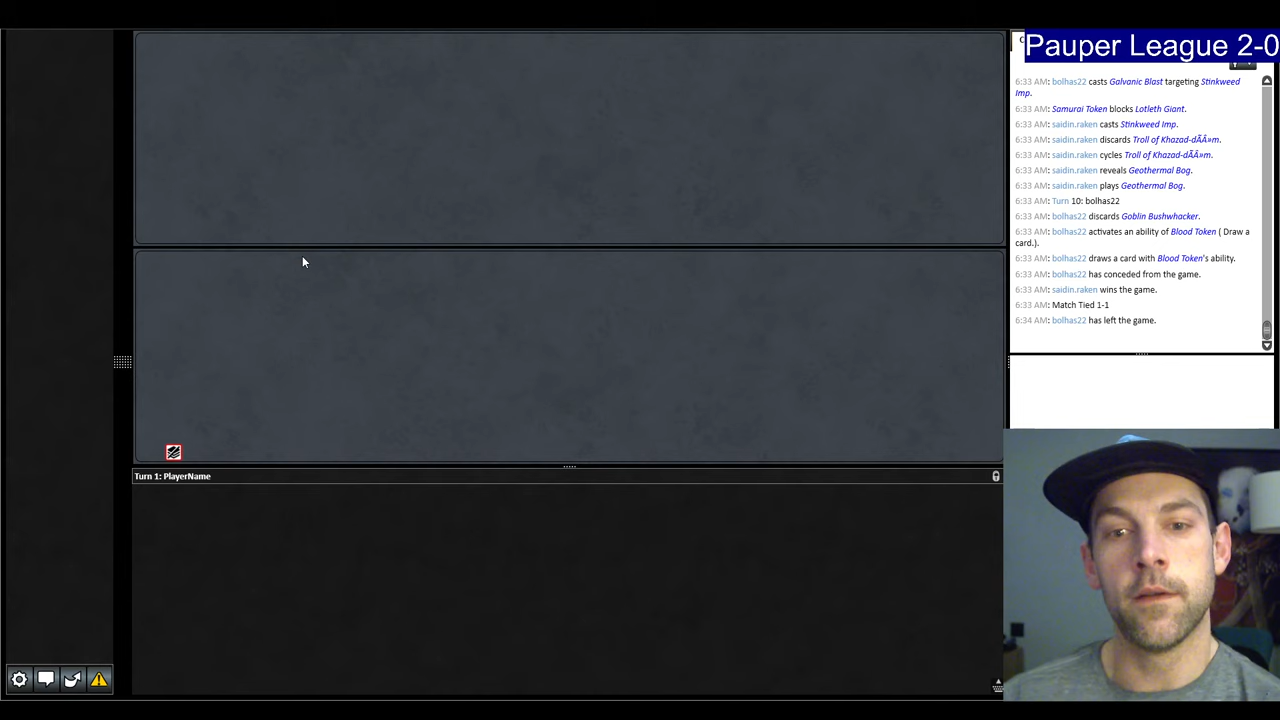 Pauper League 2-0
6:33 AM: bolhas22 casts Galvanic Blast targeting Stinkweed
Imp.
6:33 AM: Samurai Token blocks Lotleth Giant.
6:33 AM: saidin.raken casts Stinkweed Imp.
6:33 AM: saidin.raken discards Troll of Khazad-dÃÂ»m.
6:33 AM: saidin.raken cycles Troll of Khazad-dÃÂ»m.
6:33 AM: saidin.raken reveals Geothermal Bog.
6:33 AM: saidin.raken plays Geothermal Bog.
6:33 AM: Turn 10: bolhas22
6:33 AM: bolhas22 discards Goblin Bushwhacker.
6:33 AM: bolhas22 activates an ability of Blood Token ( Draw a
card.).
6:33 AM: bolhas22 draws a card with Blood Token's ability.
6:33 AM: bolhas22 has conceded from the game.
6:33 AM: saidin.raken wins the game.
6:33 AM: Match Tied 1-1
6:34 AM: bolhas22 has left the game.
Turn 1: PlayerName